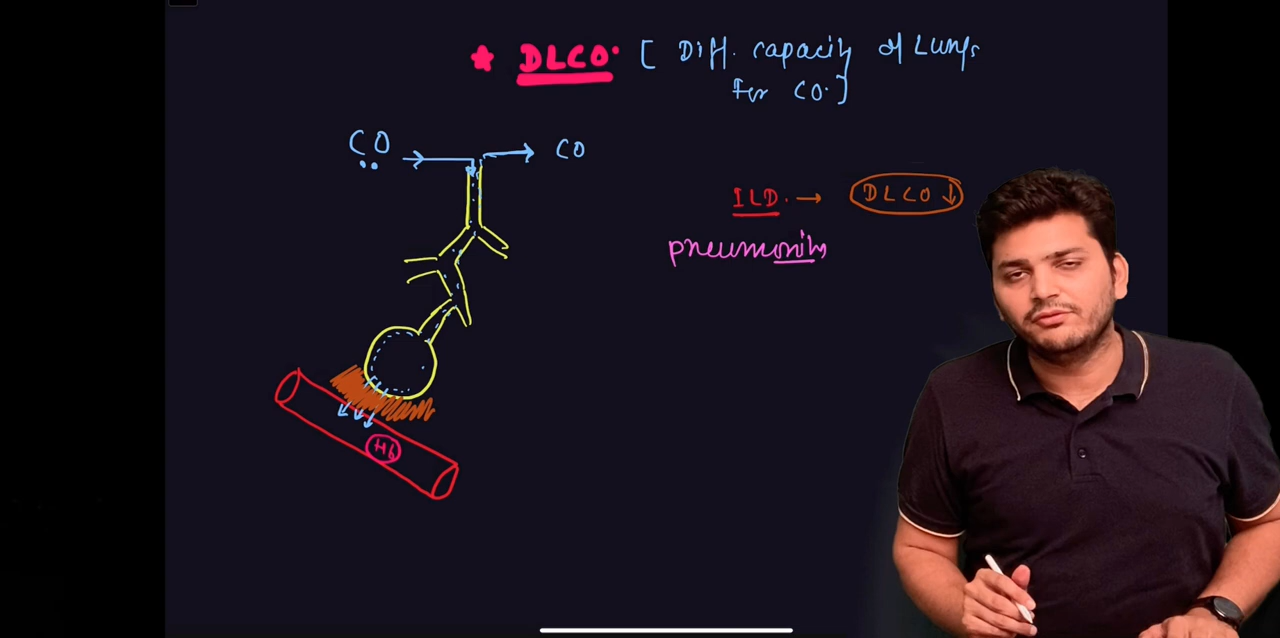 ★ DLCO [ Diff. capacity of Lungs
for CO. ]
CO
CO
ILD. → DLCO ↓
pneumonitis
Hb